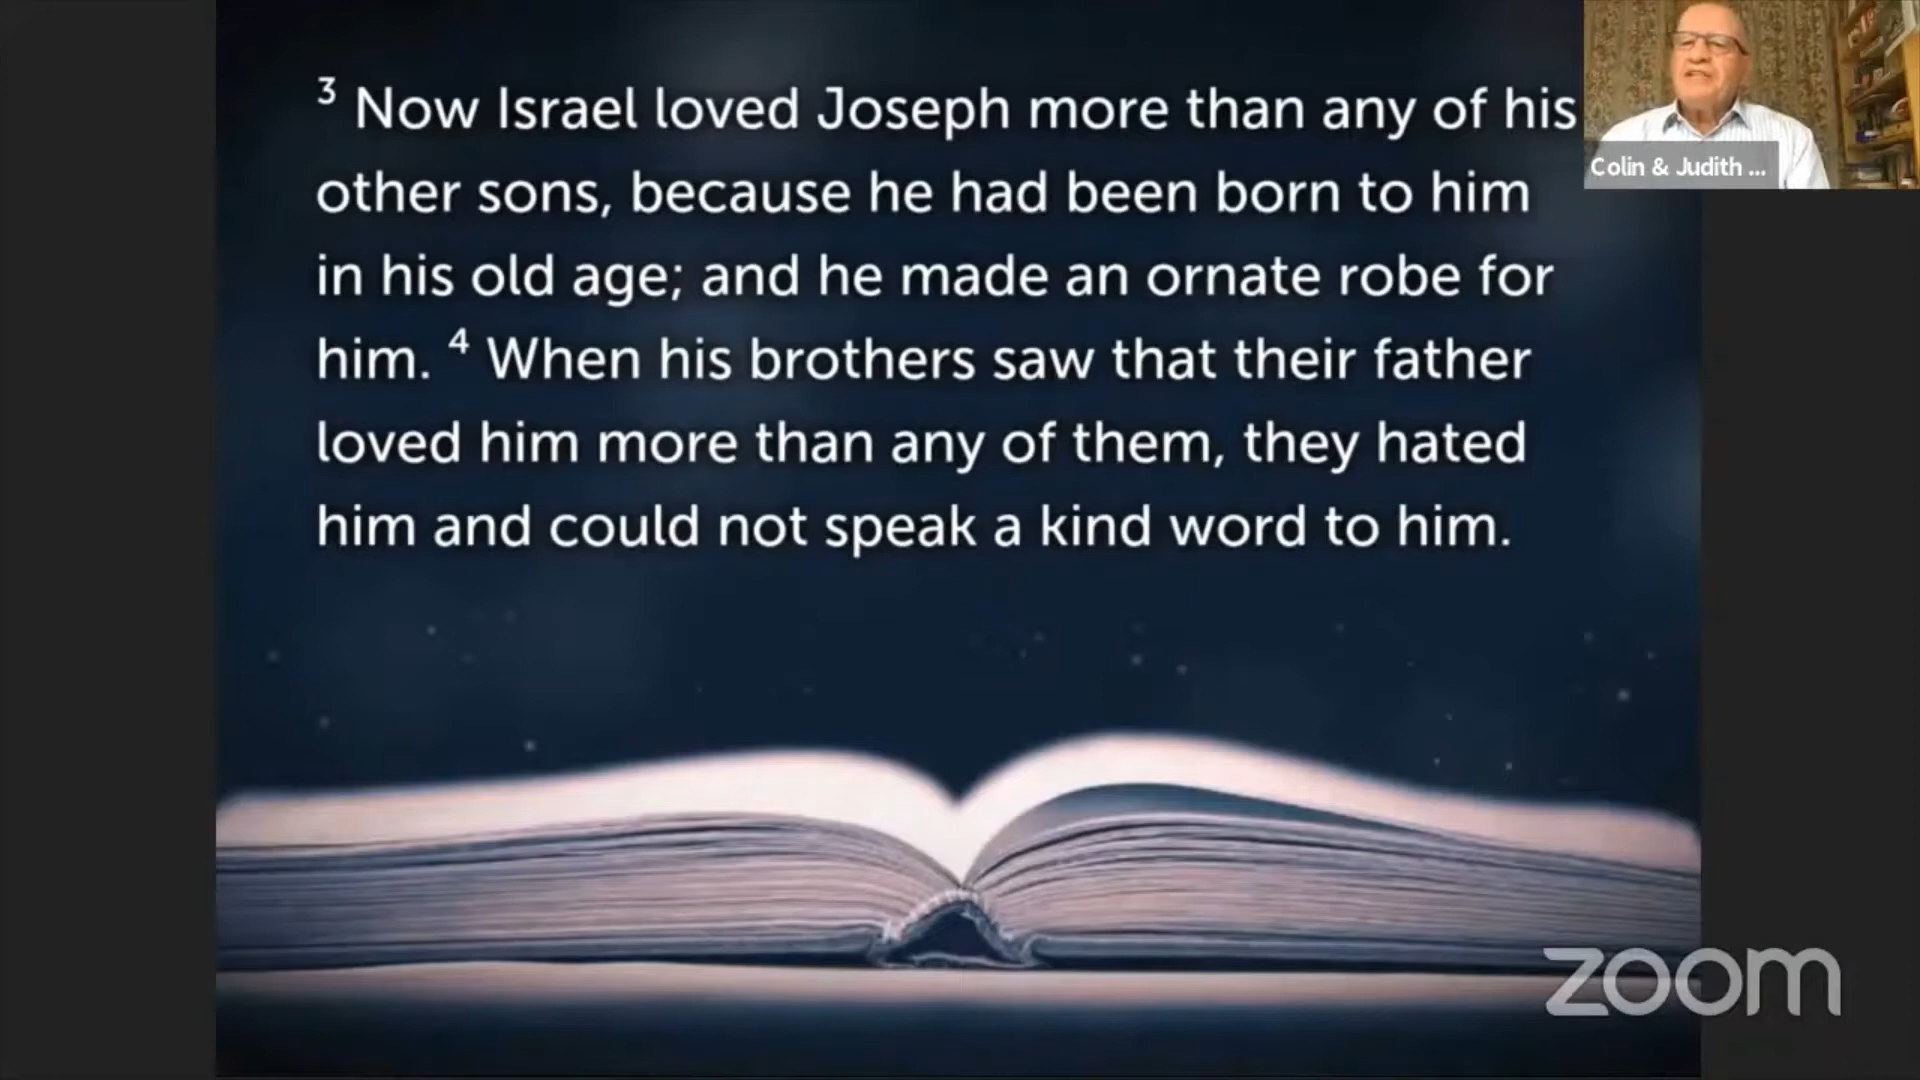 ³ Now Israel loved Joseph more than any of his
other sons, because he had been born to him
in his old age; and he made an ornate robe for
him. ⁴ When his brothers saw that their father
loved him more than any of them, they hated
him and could not speak a kind word to him.
Colin & Judith ...
zoom